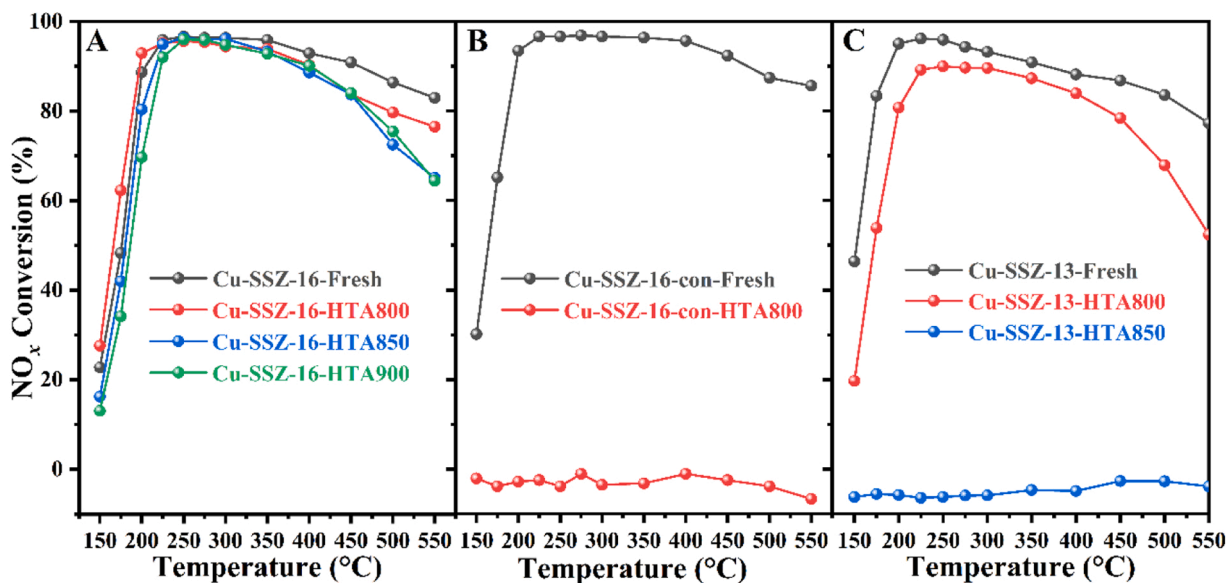 A
B
C
NOx Conversion (%)
100
80
60
40
20
0
Cu-SSZ-16-Fresh
Cu-SSZ-16-HTA800
Cu-SSZ-16-HTA850
Cu-SSZ-16-HTA900
Cu-SSZ-16-con-Fresh
Cu-SSZ-16-con-HTA800
Cu-SSZ-13-Fresh
Cu-SSZ-13-HTA800
Cu-SSZ-13-HTA850
150 200 250 300 350 400 450 500 550
150 200 250 300 350 400 450 500 550
150 200 250 300 350 400 450 500 550
Temperature (°C)
Temperature (°C)
Temperature (°C)